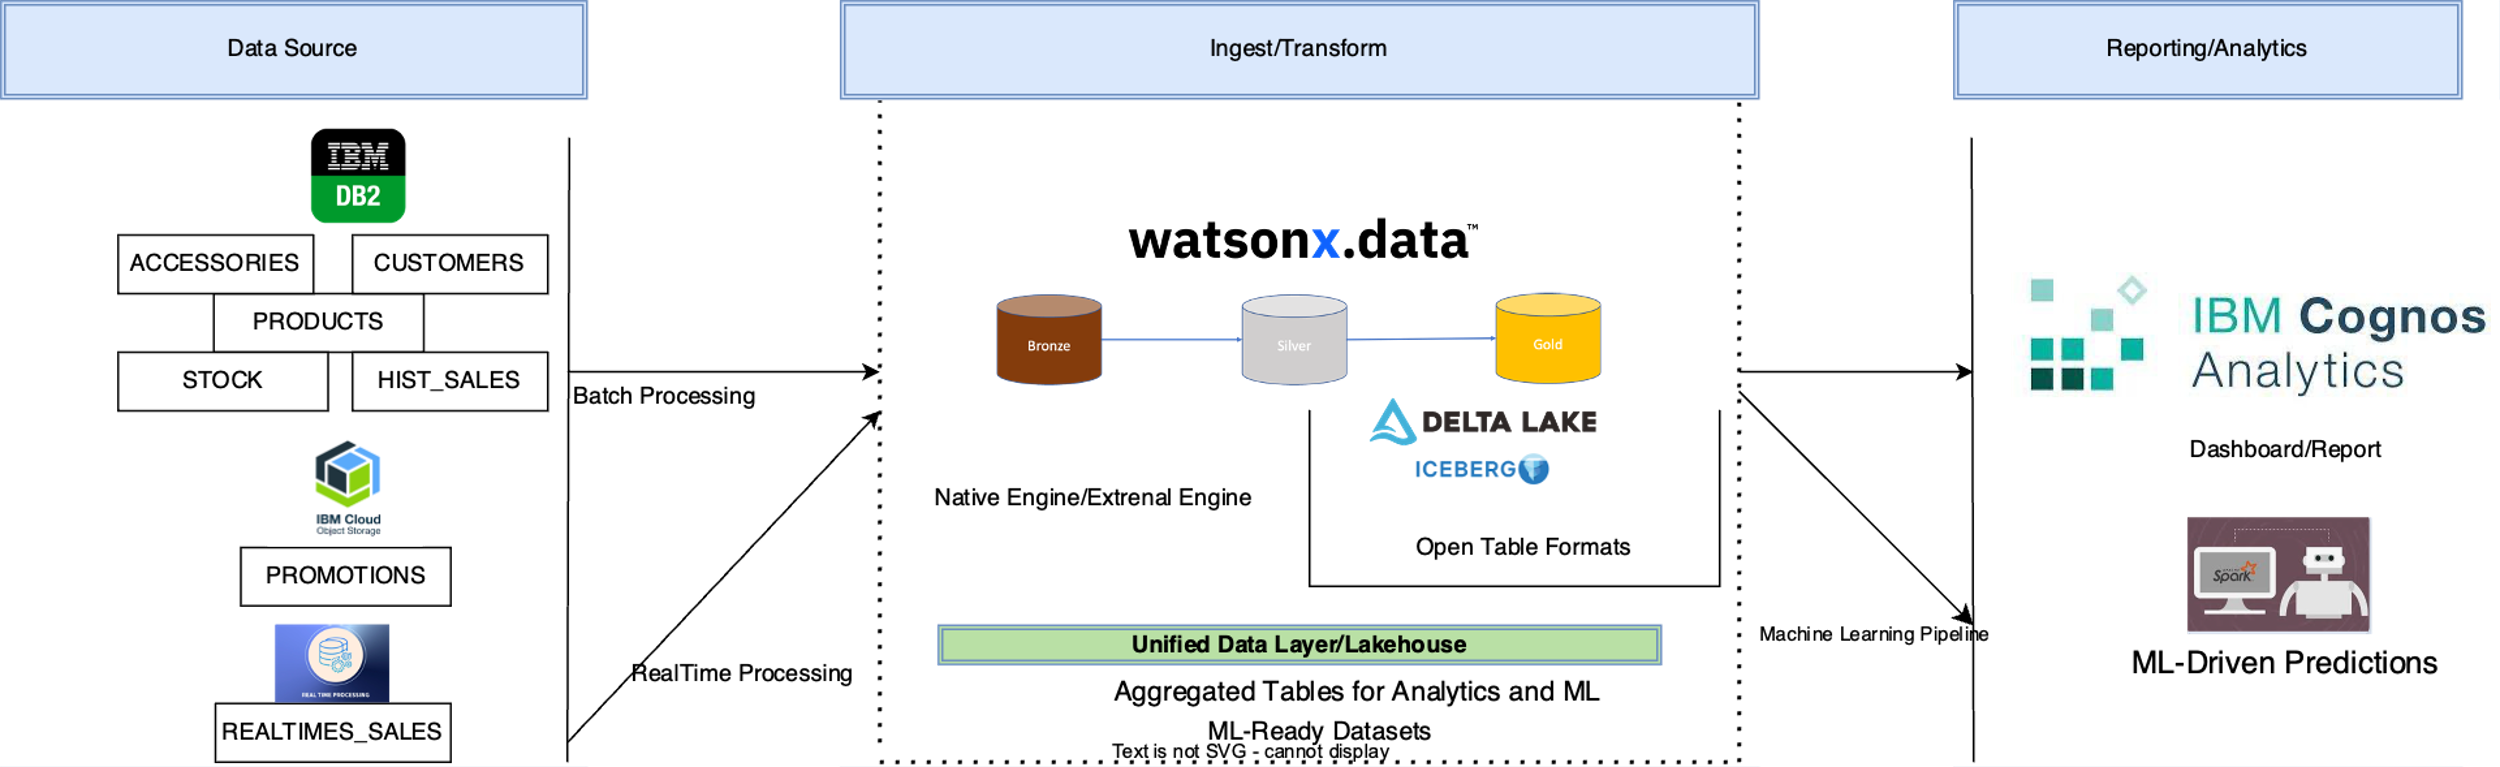 Data Source
Ingest/Transform
Reporting/Analytics
IBM
DB2
ACCESSORIES
CUSTOMERS
PRODUCTS
STOCK
HIST_SALES
Batch Processing
IBM Cloud
Object Storage
PROMOTIONS
REAL TIME PROCESSING
REALTIMES_SALES
RealTime Processing
watsonx.data™
Bronze
Silver
Gold
DELTA LAKE
ICEBERG
Native Engine/Extrenal Engine
Open Table Formats
Unified Data Layer/Lakehouse
Aggregated Tables for Analytics and ML
ML-Ready Datasets
Text is not SVG - cannot display
Machine Learning Pipeline
IBM Cognos
Analytics
Dashboard/Report
Spark
ML-Driven Predictions